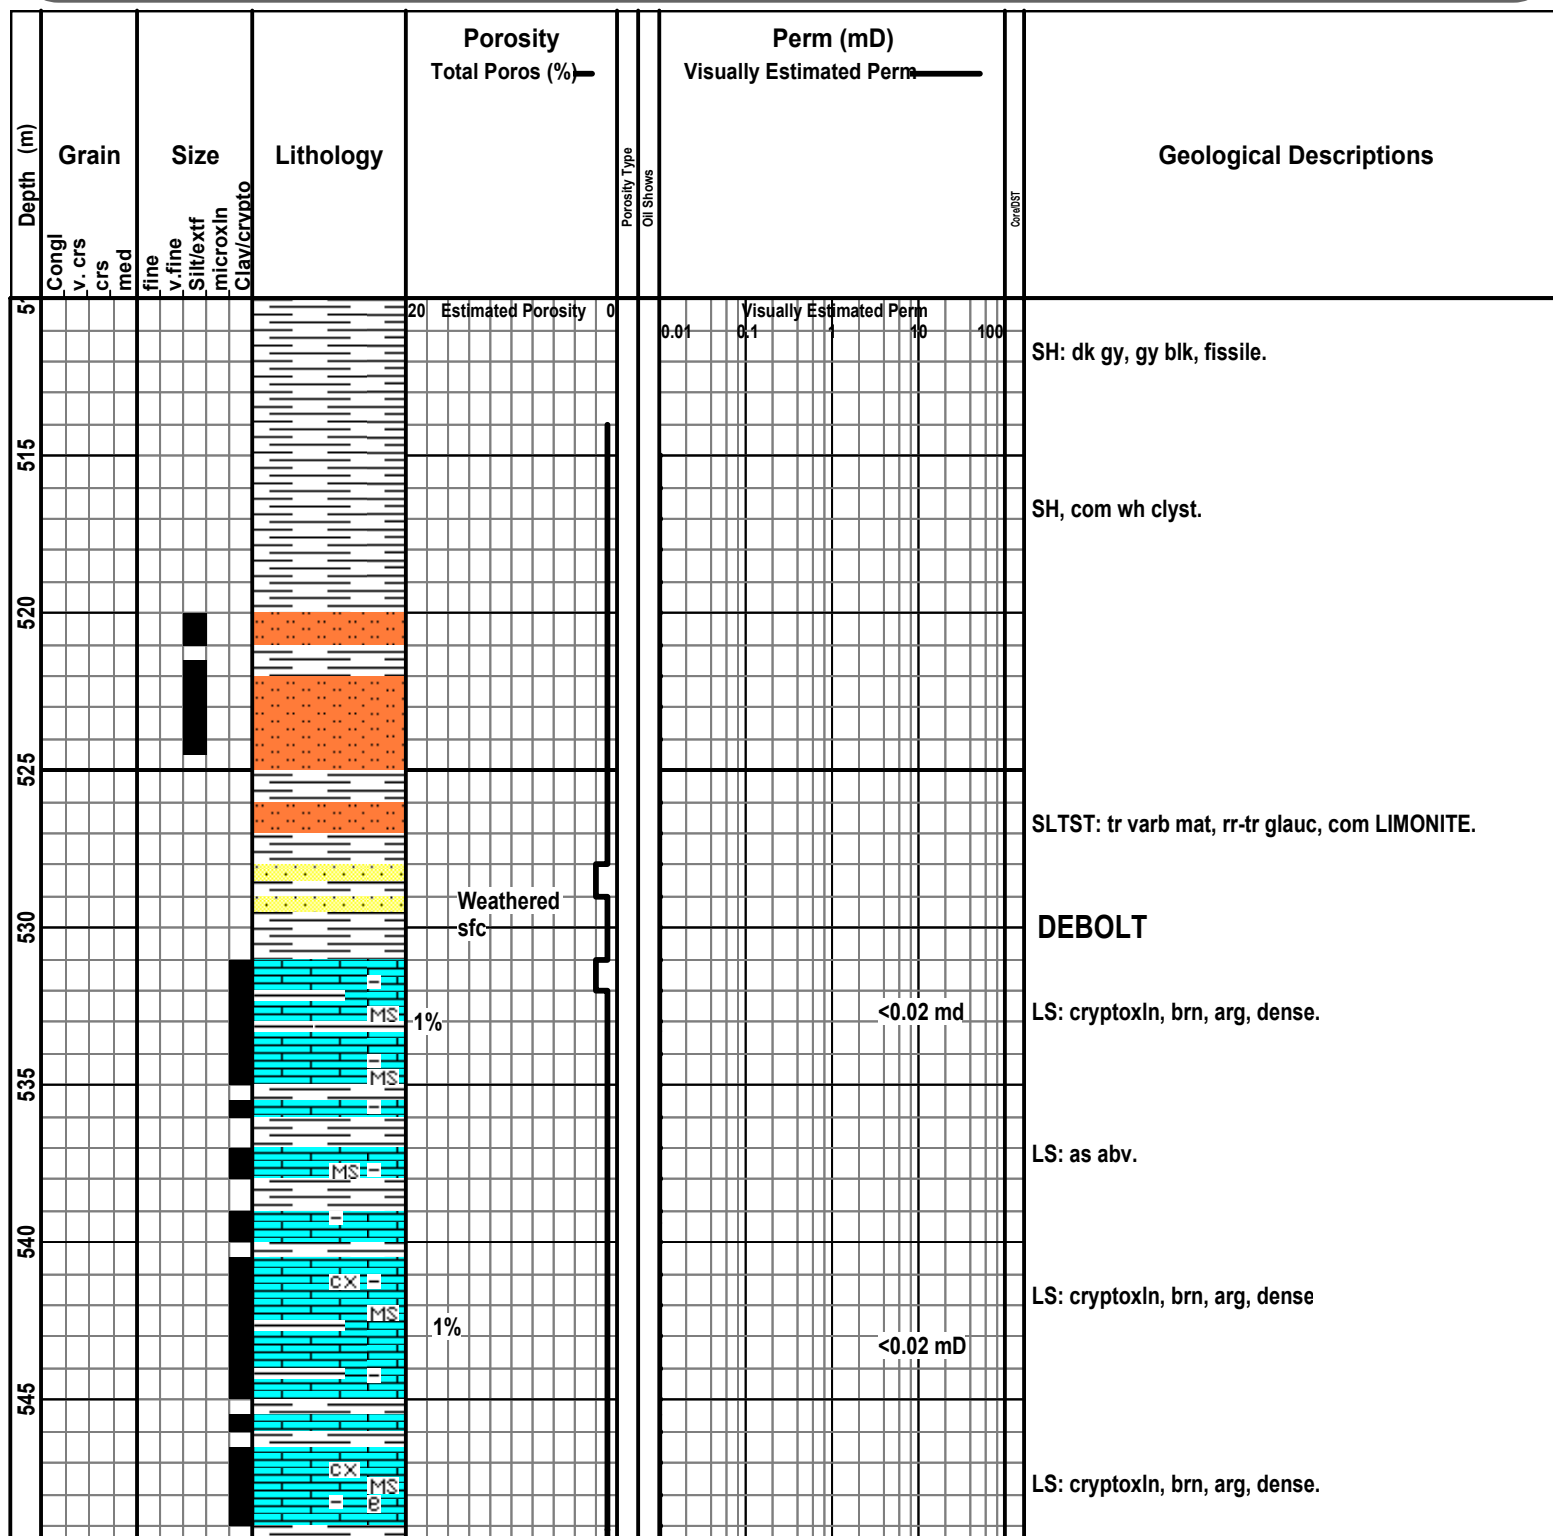 Porosity
Total Poros (%)
Perm (mD)
Visually Estimated Perm
Depth (m)
Grain
Size
Lithology
Porosity Type
Oil Shows
Core/DST
Geological Descriptions
Congl
v. crs
crs
med
fine
v.fine
Silt/extf
microxln
Clay/crypto
20 Estimated Porosity 0
Visually Estimated Perm
0.01 0.1 1 10 100
SH: dk gy, gy blk, fissile.
515
SH, com wh clyst.
520
525
SLTST: tr varb mat, rr-tr glauc, com LIMONITE.
Weathered
sfc
530
DEBOLT
MS
1%
<0.02 md
LS: cryptoxln, brn, arg, dense.
MS
535
MS
LS: as abv.
540
cx
MS
LS: cryptoxln, brn, arg, dense
1%
<0.02 mD
545
cx
MS
e
LS: cryptoxln, brn, arg, dense.